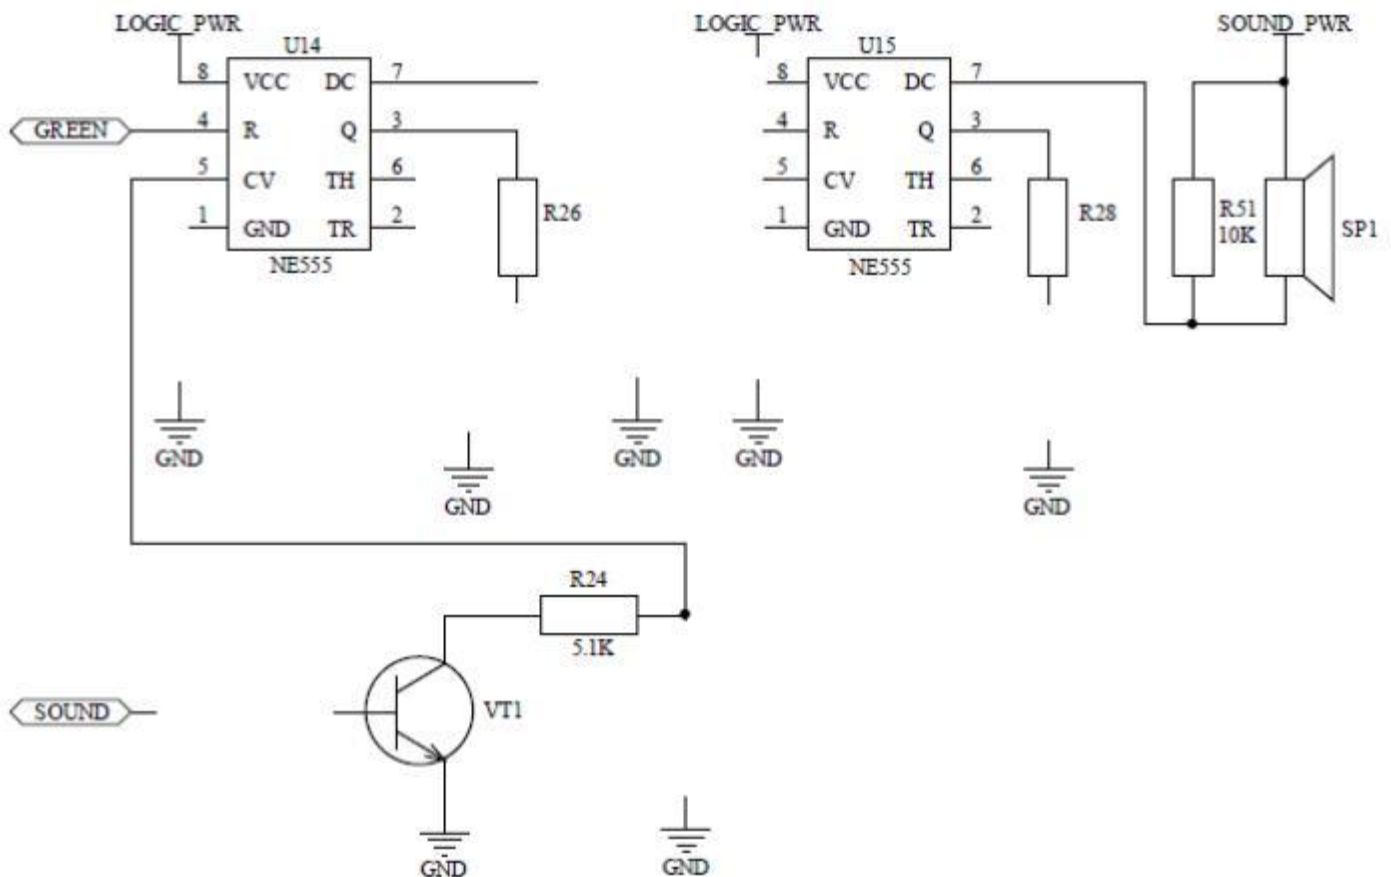 LOGIC_PWR
LOGIC_PWR
SOUND_PWR
U14
U15
8 VCC DC 7
8 VCC DC 7
GREEN
4 R Q 3
4 R Q 3
5 CV TH 6
5 CV TH 6
1 GND TR 2
1 GND TR 2
R26
R28
R51
10K
SP1
NE555
NE555
GND
GND
GND
GND
GND
R24
5.1K
SOUND
VT1
GND
GND